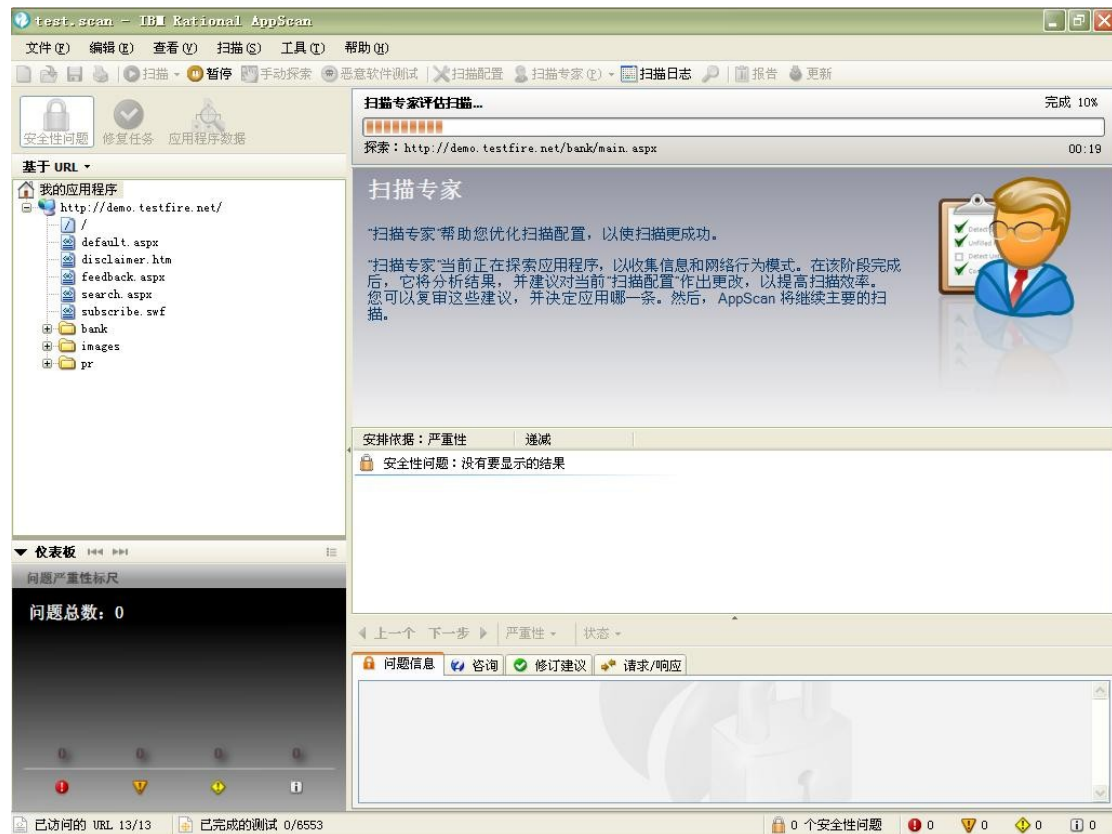 test.scan - IBM Rational AppScan
文件(F) 编辑(E) 查看(V) 扫描(S) 工具(T) 帮助(H)
扫描 暂停 手动探索 恶意软件测试 扫描配置 扫描专家(P) 扫描日志 报告 更新
安全性问题 修复任务 应用程序数据
扫描专家评估扫描... 完成 10%
探索：http://demo.testfire.net/bank/main.aspx 00:19
基于 URL
我的应用程序
http://demo.testfire.net/
/
default.aspx
disclaimer.htm
feedback.aspx
search.aspx
subscribe.swf
bank
images
pr
扫描专家
“扫描专家”帮助您优化扫描配置，以使扫描更成功。
“扫描专家”当前正在探索应用程序，以收集信息和网络行为模式。在该阶段完成
后，它将分析结果，并建议对当前“扫描配置”作出更改，以提高扫描效率。
您可以复审这些建议，并决定应用哪一条。然后，AppScan 将继续主要的扫
描。
安排依据：严重性 递减
安全性问题：没有要显示的结果
仪表板
问题严重性标尺
问题总数：0
0 0 0 0
上一个 下一步 严重性 状态
问题信息 咨询 修订建议 请求/响应
已访问的 URL 13/13 已完成的测试 0/6553 0 个安全性问题 0 0 0 0